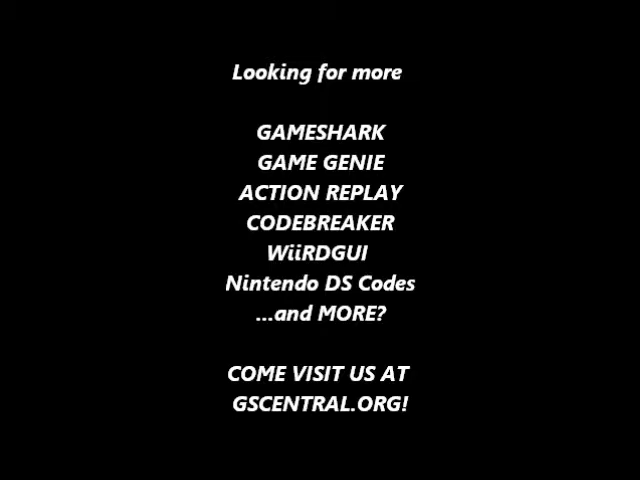 Looking for more
GAMESHARK
GAME GENIE
ACTION REPLAY
CODEBREAKER
WiiRDGUI
Nintendo DS Codes
...and MORE?
COME VISIT US AT
GSCENTRAL.ORG!